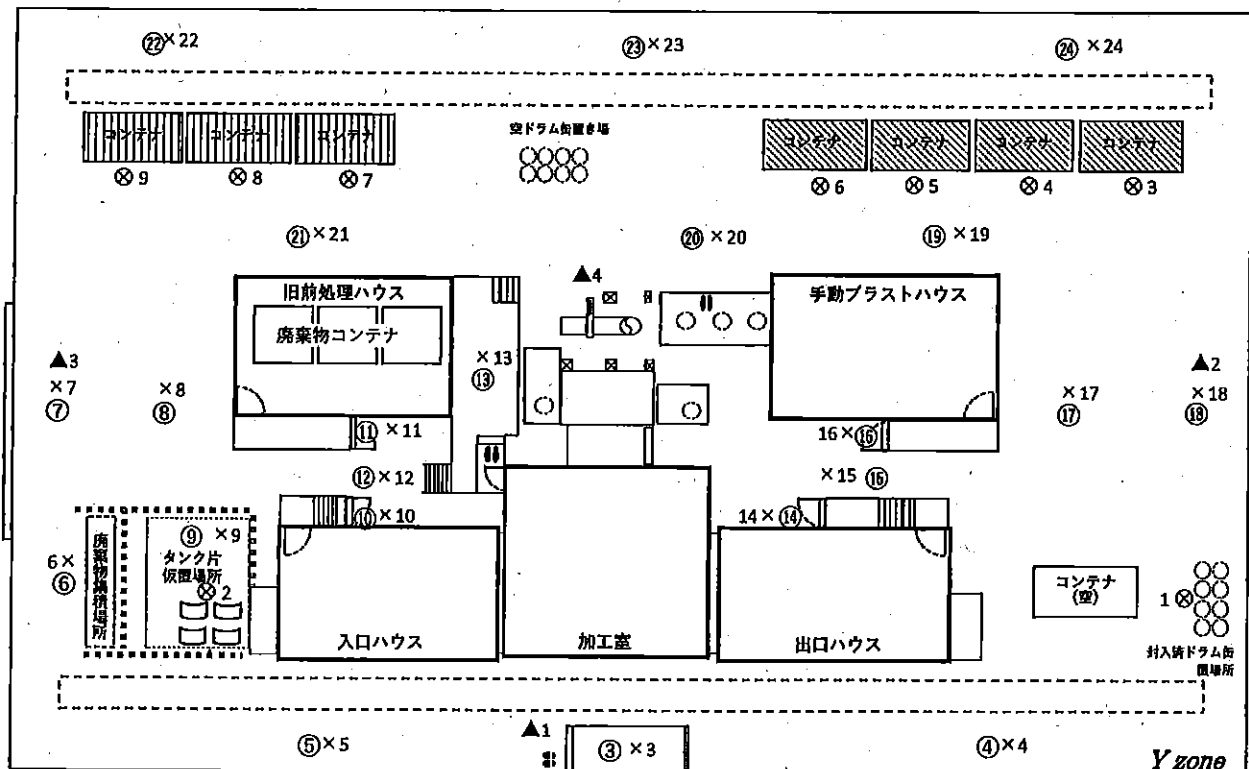 ㉒×22
㉓×23
㉔×24
コンテナ
コンテナ
コンテナ
空ドラム缶置き場
コンテナ
コンテナ
コンテナ
コンテナ
⊗9
⊗8
⊗7
⊗6
⊗5
⊗4
⊗3
㉑×21
⑳×20
⑲×19
▲4
旧前処理ハウス
手動ブラストハウス
廃棄物コンテナ
▲3
×7
⑦
×8
⑧
×13
⑬
▲2
×17
⑰
×18
⑱
⑪×11
16×⑯
⑫×12
×15 ⑯
⑩×10
14×⑭
6×
⑥
廃棄物集積場所
⑨ ×9
タンク片
仮置場所
⊗2
コンテナ
(空)
1⊗
入口ハウス
加工室
出口ハウス
封入済ドラム缶
置場所
▲1
⑤×5
③×3
④×4
Y zone